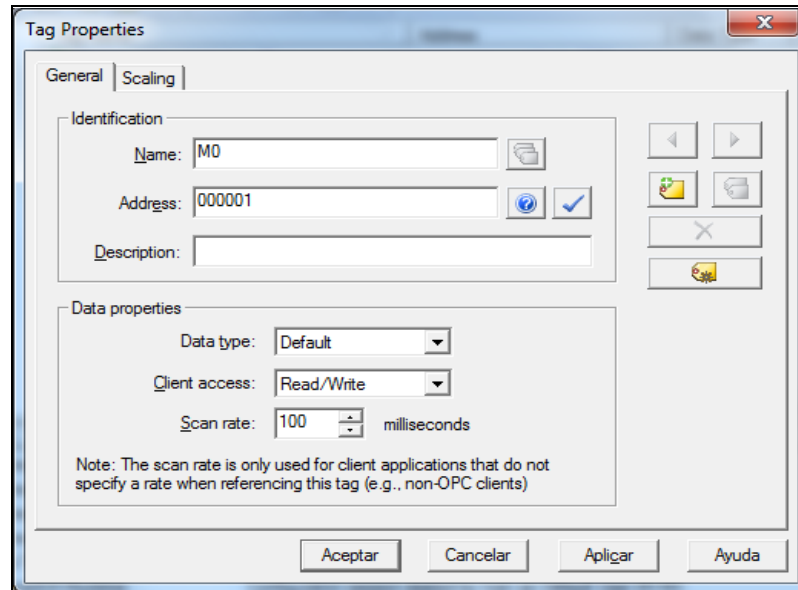 Tag Properties
General
Scaling
Identification
Name:
M0
Address:
000001
Description:
Data properties
Data type:
Default
Client access:
Read/Write
Scan rate:
100
milliseconds
Note: The scan rate is only used for client applications that do not
specify a rate when referencing this tag (e.g., non-OPC clients)
Aceptar
Cancelar
Aplicar
Ayuda